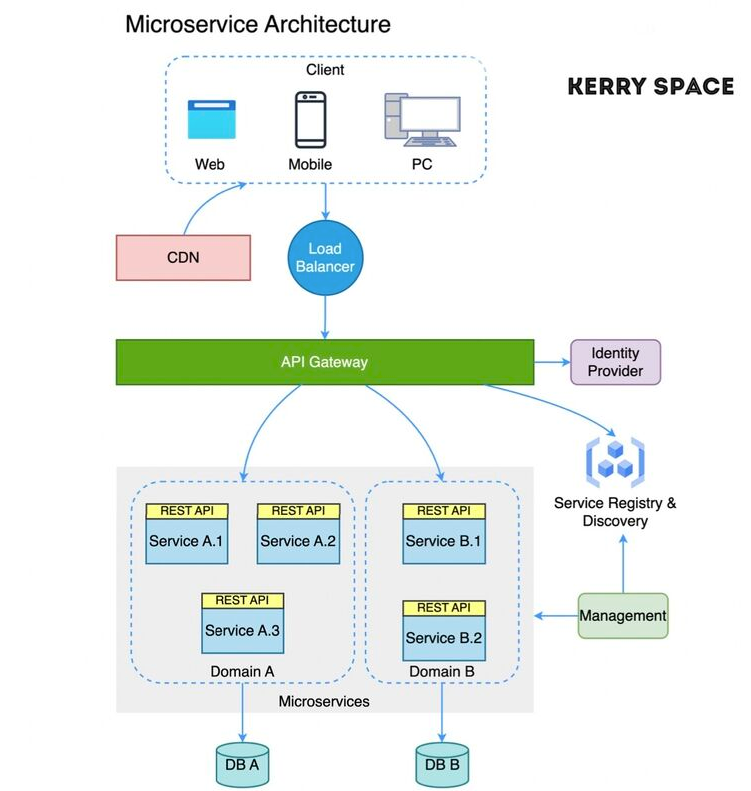 Microservice Architecture
KERRY SPACE
Client
Web
Mobile
PC
CDN
Load
Balancer
API Gateway
Identity
Provider
Service Registry &
Discovery
REST API
Service A.1
REST API
Service A.2
REST API
Service B.1
REST API
Service A.3
REST API
Service B.2
Management
Domain A
Domain B
Microservices
DB A
DB B